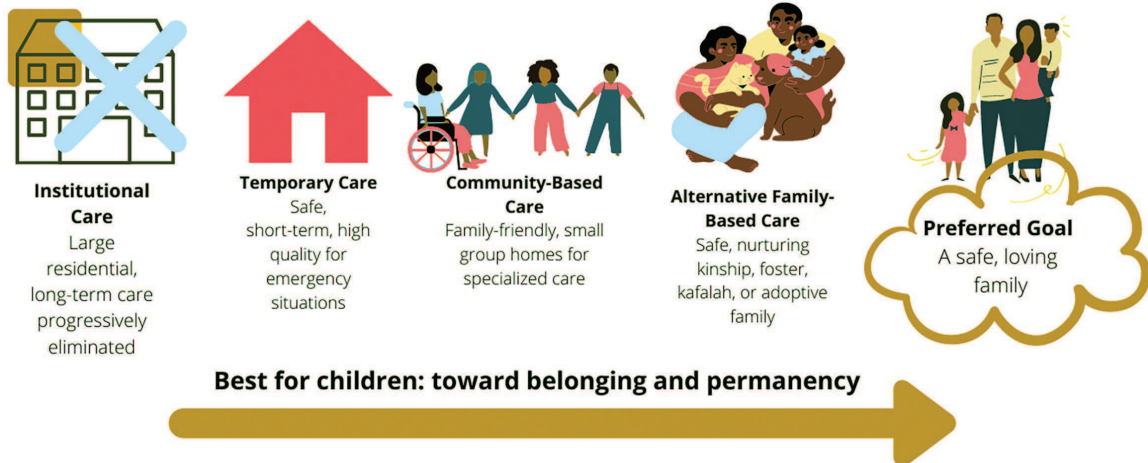 Institutional
Care
Large
residential,
long-term care
progressively
eliminated
Temporary Care
Safe,
short-term, high
quality for
emergency
situations
Community-Based
Care
Family-friendly, small
group homes for
specialized care
Alternative Family-
Based Care
Safe, nurturing
kinship, foster,
kafalah, or adoptive
family
Preferred Goal
A safe, loving
family
Best for children: toward belonging and permanency